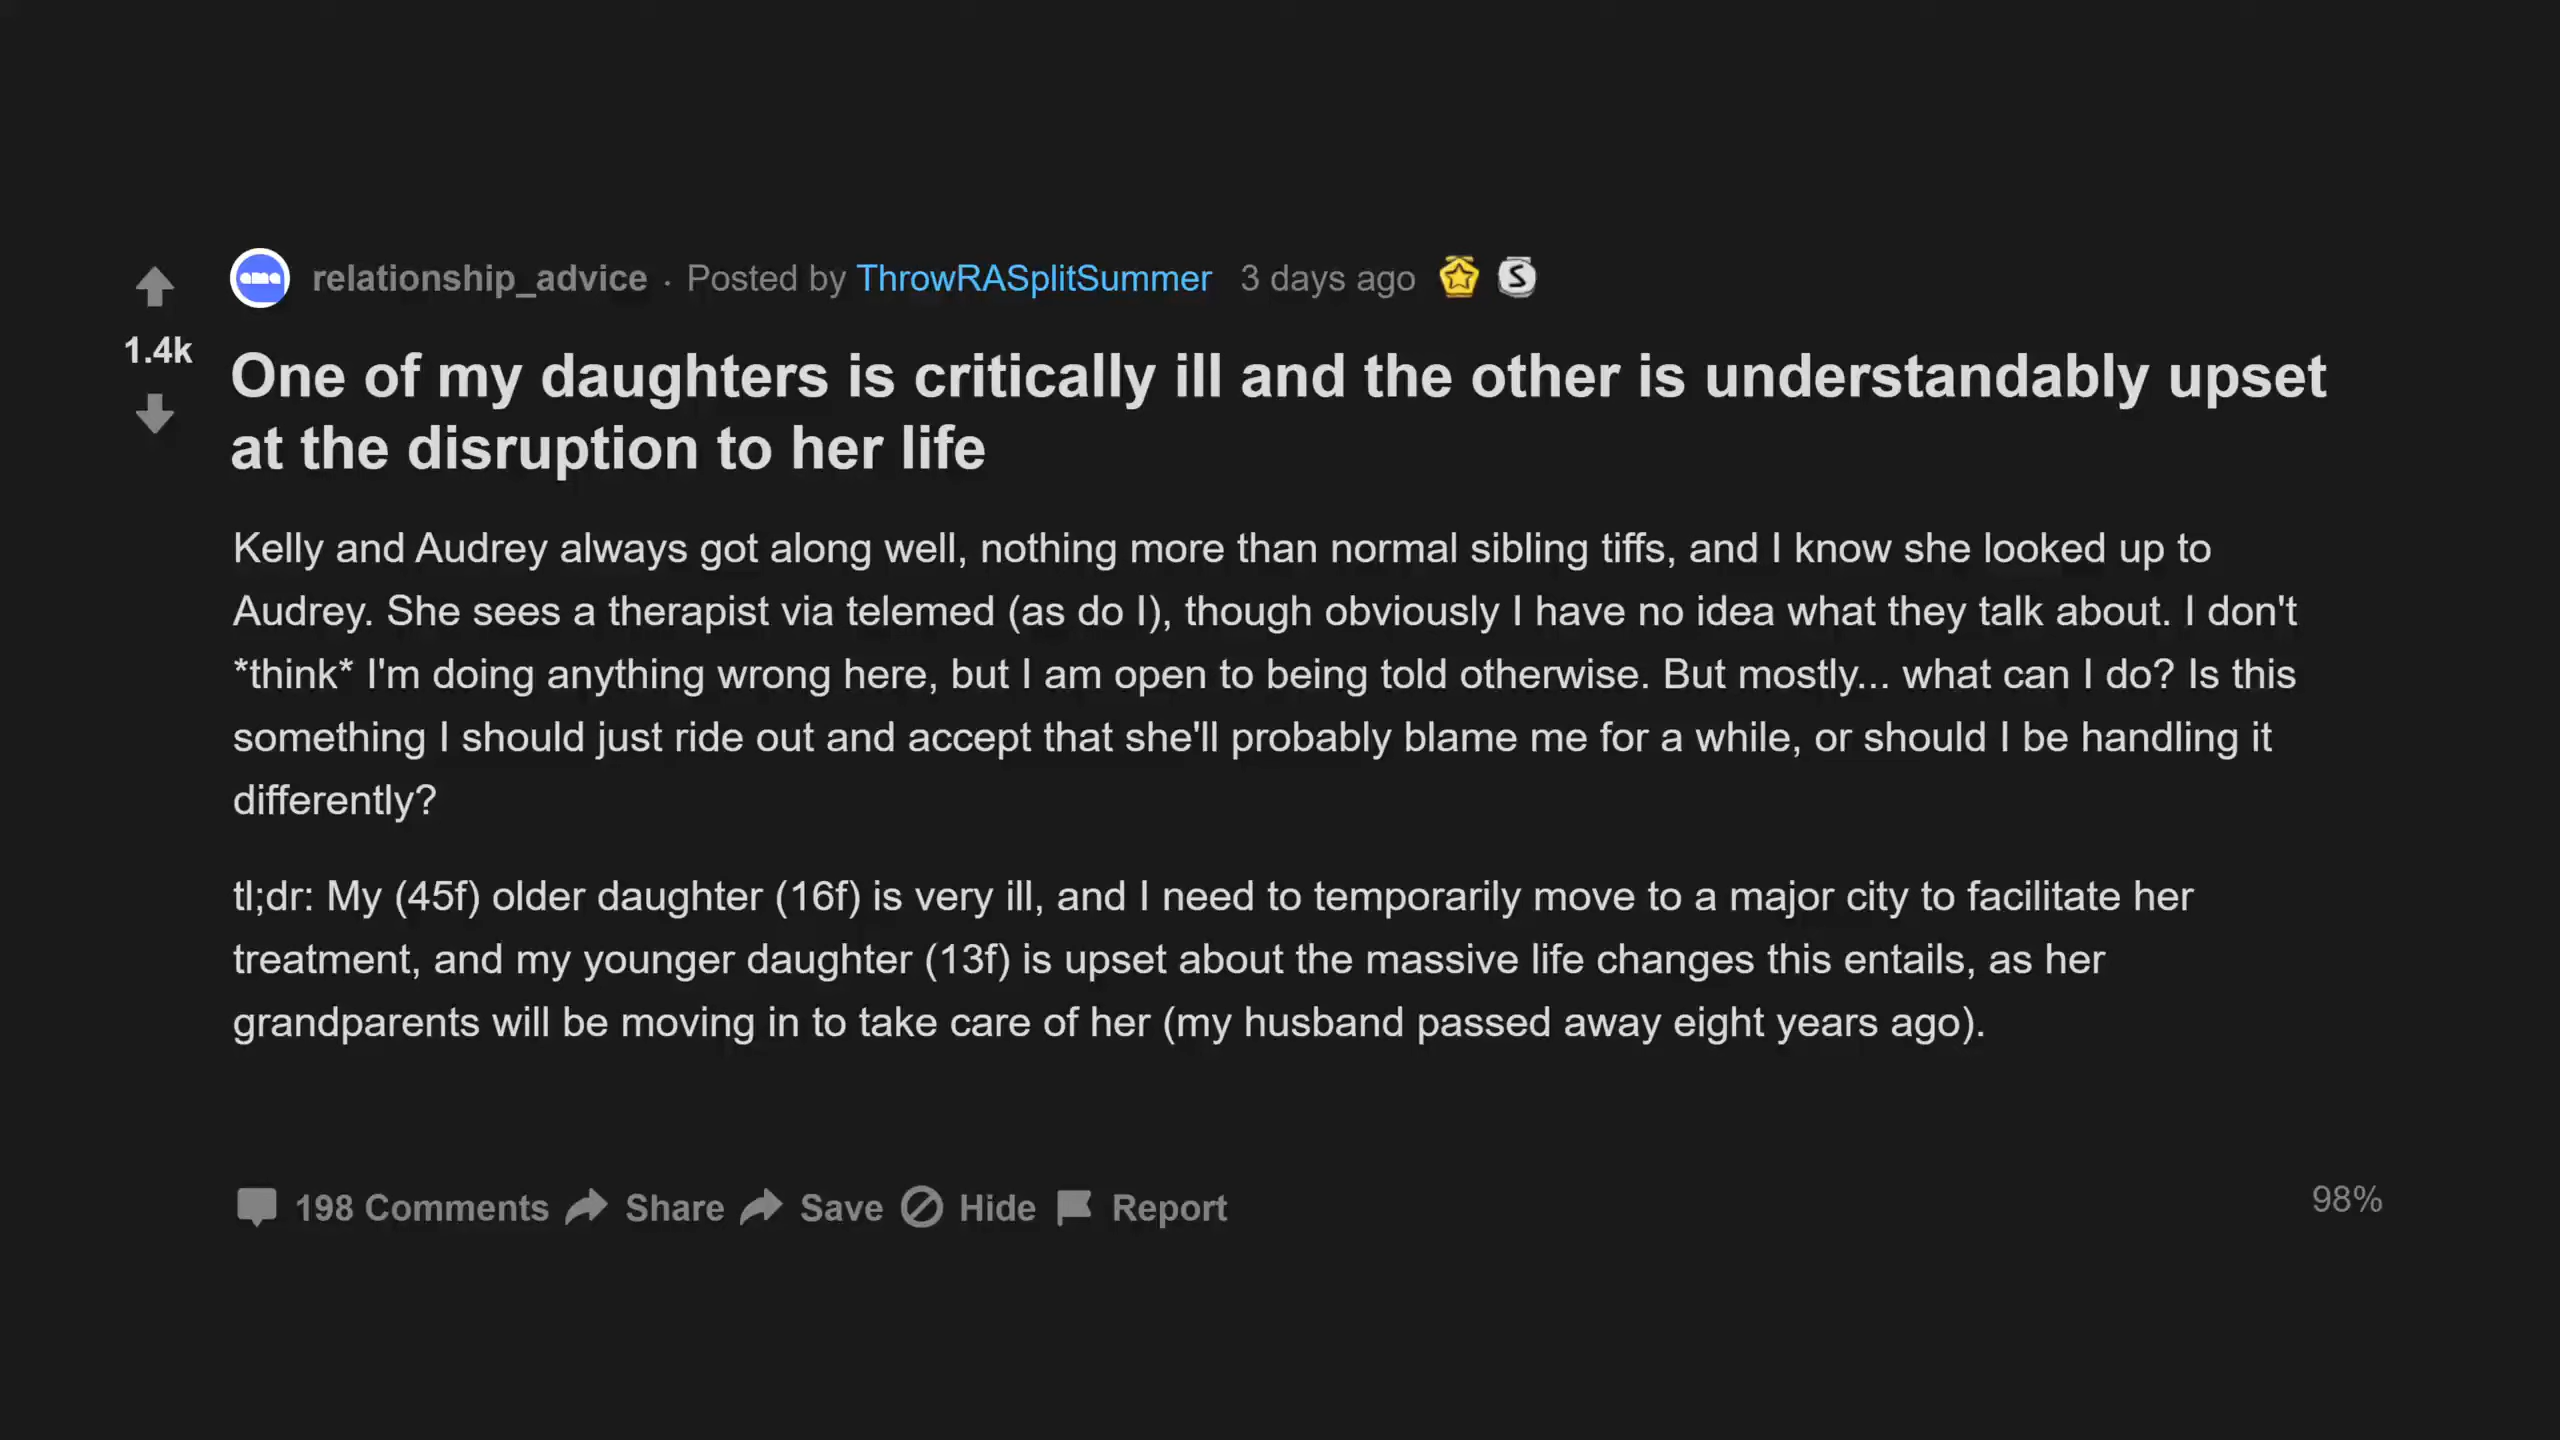 ama relationship_advice · Posted by ThrowRASplitSummer 3 days ago S
1.4k
One of my daughters is critically ill and the other is understandably upset
at the disruption to her life
Kelly and Audrey always got along well, nothing more than normal sibling tiffs, and I know she looked up to
Audrey. She sees a therapist via telemed (as do I), though obviously I have no idea what they talk about. I don't
*think* I'm doing anything wrong here, but I am open to being told otherwise. But mostly... what can I do? Is this
something I should just ride out and accept that she'll probably blame me for a while, or should I be handling it
differently?
tl;dr: My (45f) older daughter (16f) is very ill, and I need to temporarily move to a major city to facilitate her
treatment, and my younger daughter (13f) is upset about the massive life changes this entails, as her
grandparents will be moving in to take care of her (my husband passed away eight years ago).
198 Comments Share Save Hide Report
98%